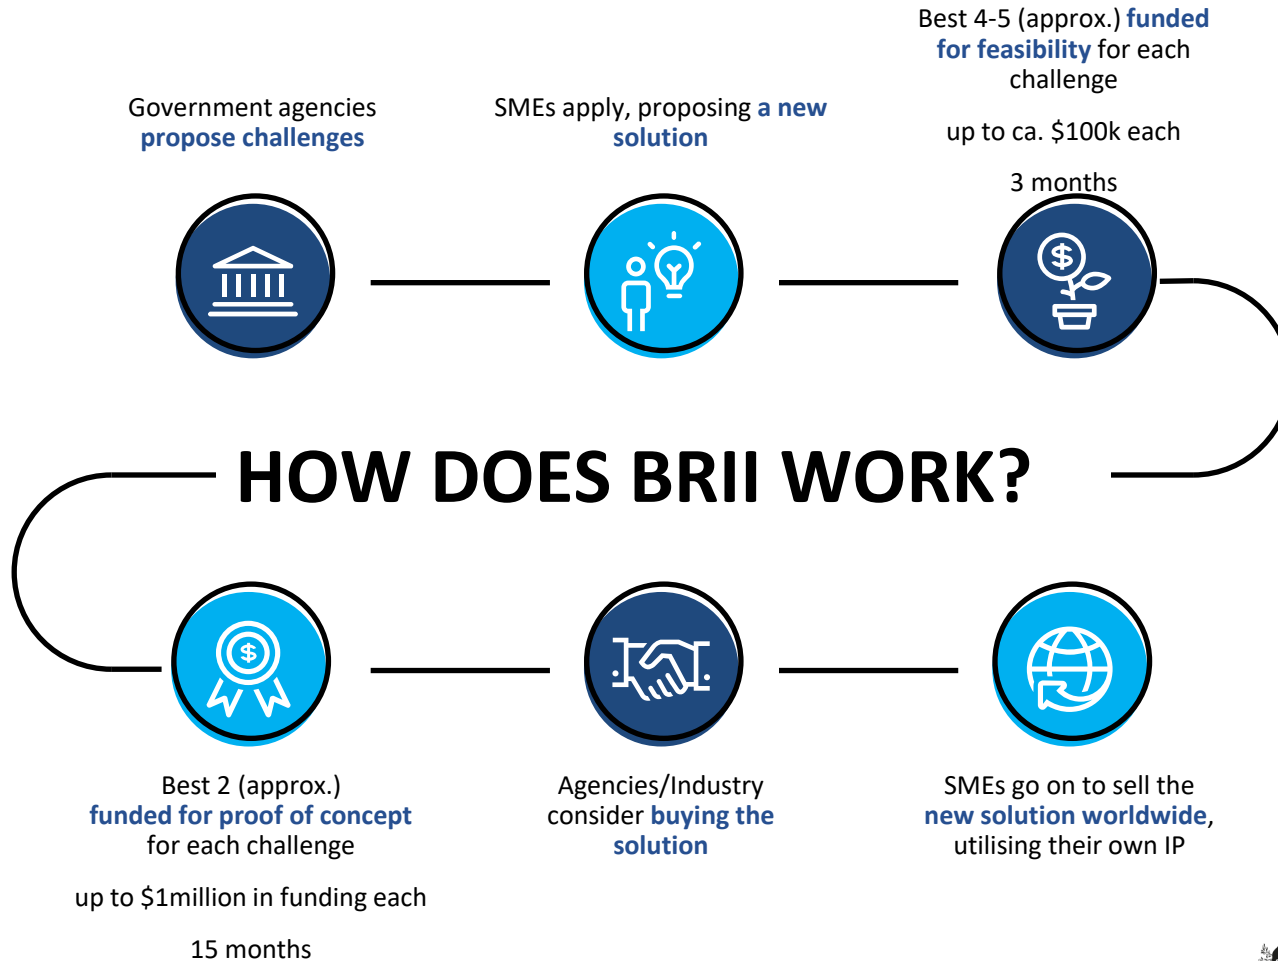 Government agencies
propose challenges
SMEs apply, proposing a new
solution
Best 4-5 (approx.) funded
for feasibility for each
challenge
up to ca. $100k each
3 months
$
HOW DOES BRII WORK?
$
Best 2 (approx.)
funded for proof of concept
for each challenge
up to $1million in funding each
15 months
Agencies/Industry
consider buying the
solution
SMEs go on to sell the
new solution worldwide,
utilising their own IP